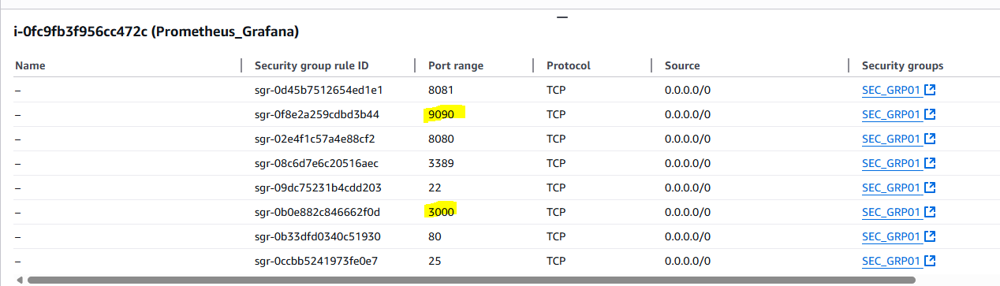 i-0fc9fb3f956cc472c (Prometheus_Grafana)
Name Security group rule ID Port range Protocol Source Security groups
– sgr-0d45b7512654ed1e1 8081 TCP 0.0.0.0/0 SEC_GRP01
– sgr-0f8e2a259cdbd3b44 9090 TCP 0.0.0.0/0 SEC_GRP01
– sgr-02e4f1c57a4e88cf2 8080 TCP 0.0.0.0/0 SEC_GRP01
– sgr-08c6d7e6c20516aec 3389 TCP 0.0.0.0/0 SEC_GRP01
– sgr-09dc75231b4cdd203 22 TCP 0.0.0.0/0 SEC_GRP01
– sgr-0b0e882c846662f0d 3000 TCP 0.0.0.0/0 SEC_GRP01
– sgr-0b33dfd0340c51930 80 TCP 0.0.0.0/0 SEC_GRP01
– sgr-0ccbb5241973fe0e7 25 TCP 0.0.0.0/0 SEC_GRP01